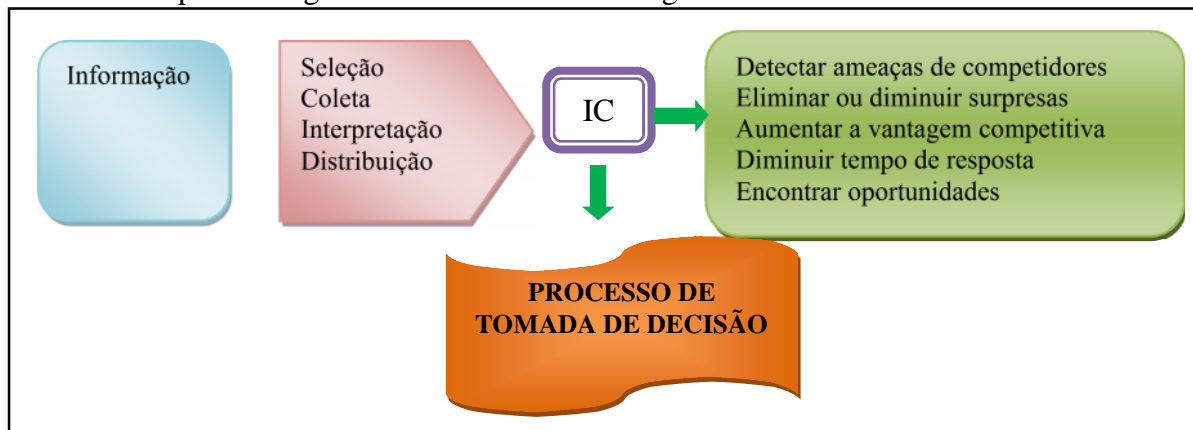 Informação
Seleção
Coleta
Interpretação
Distribuição
IC
Detectar ameaças de competidores
Eliminar ou diminuir surpresas
Aumentar a vantagem competitiva
Diminuir tempo de resposta
Encontrar oportunidades
PROCESSO DE
TOMADA DE DECISÃO